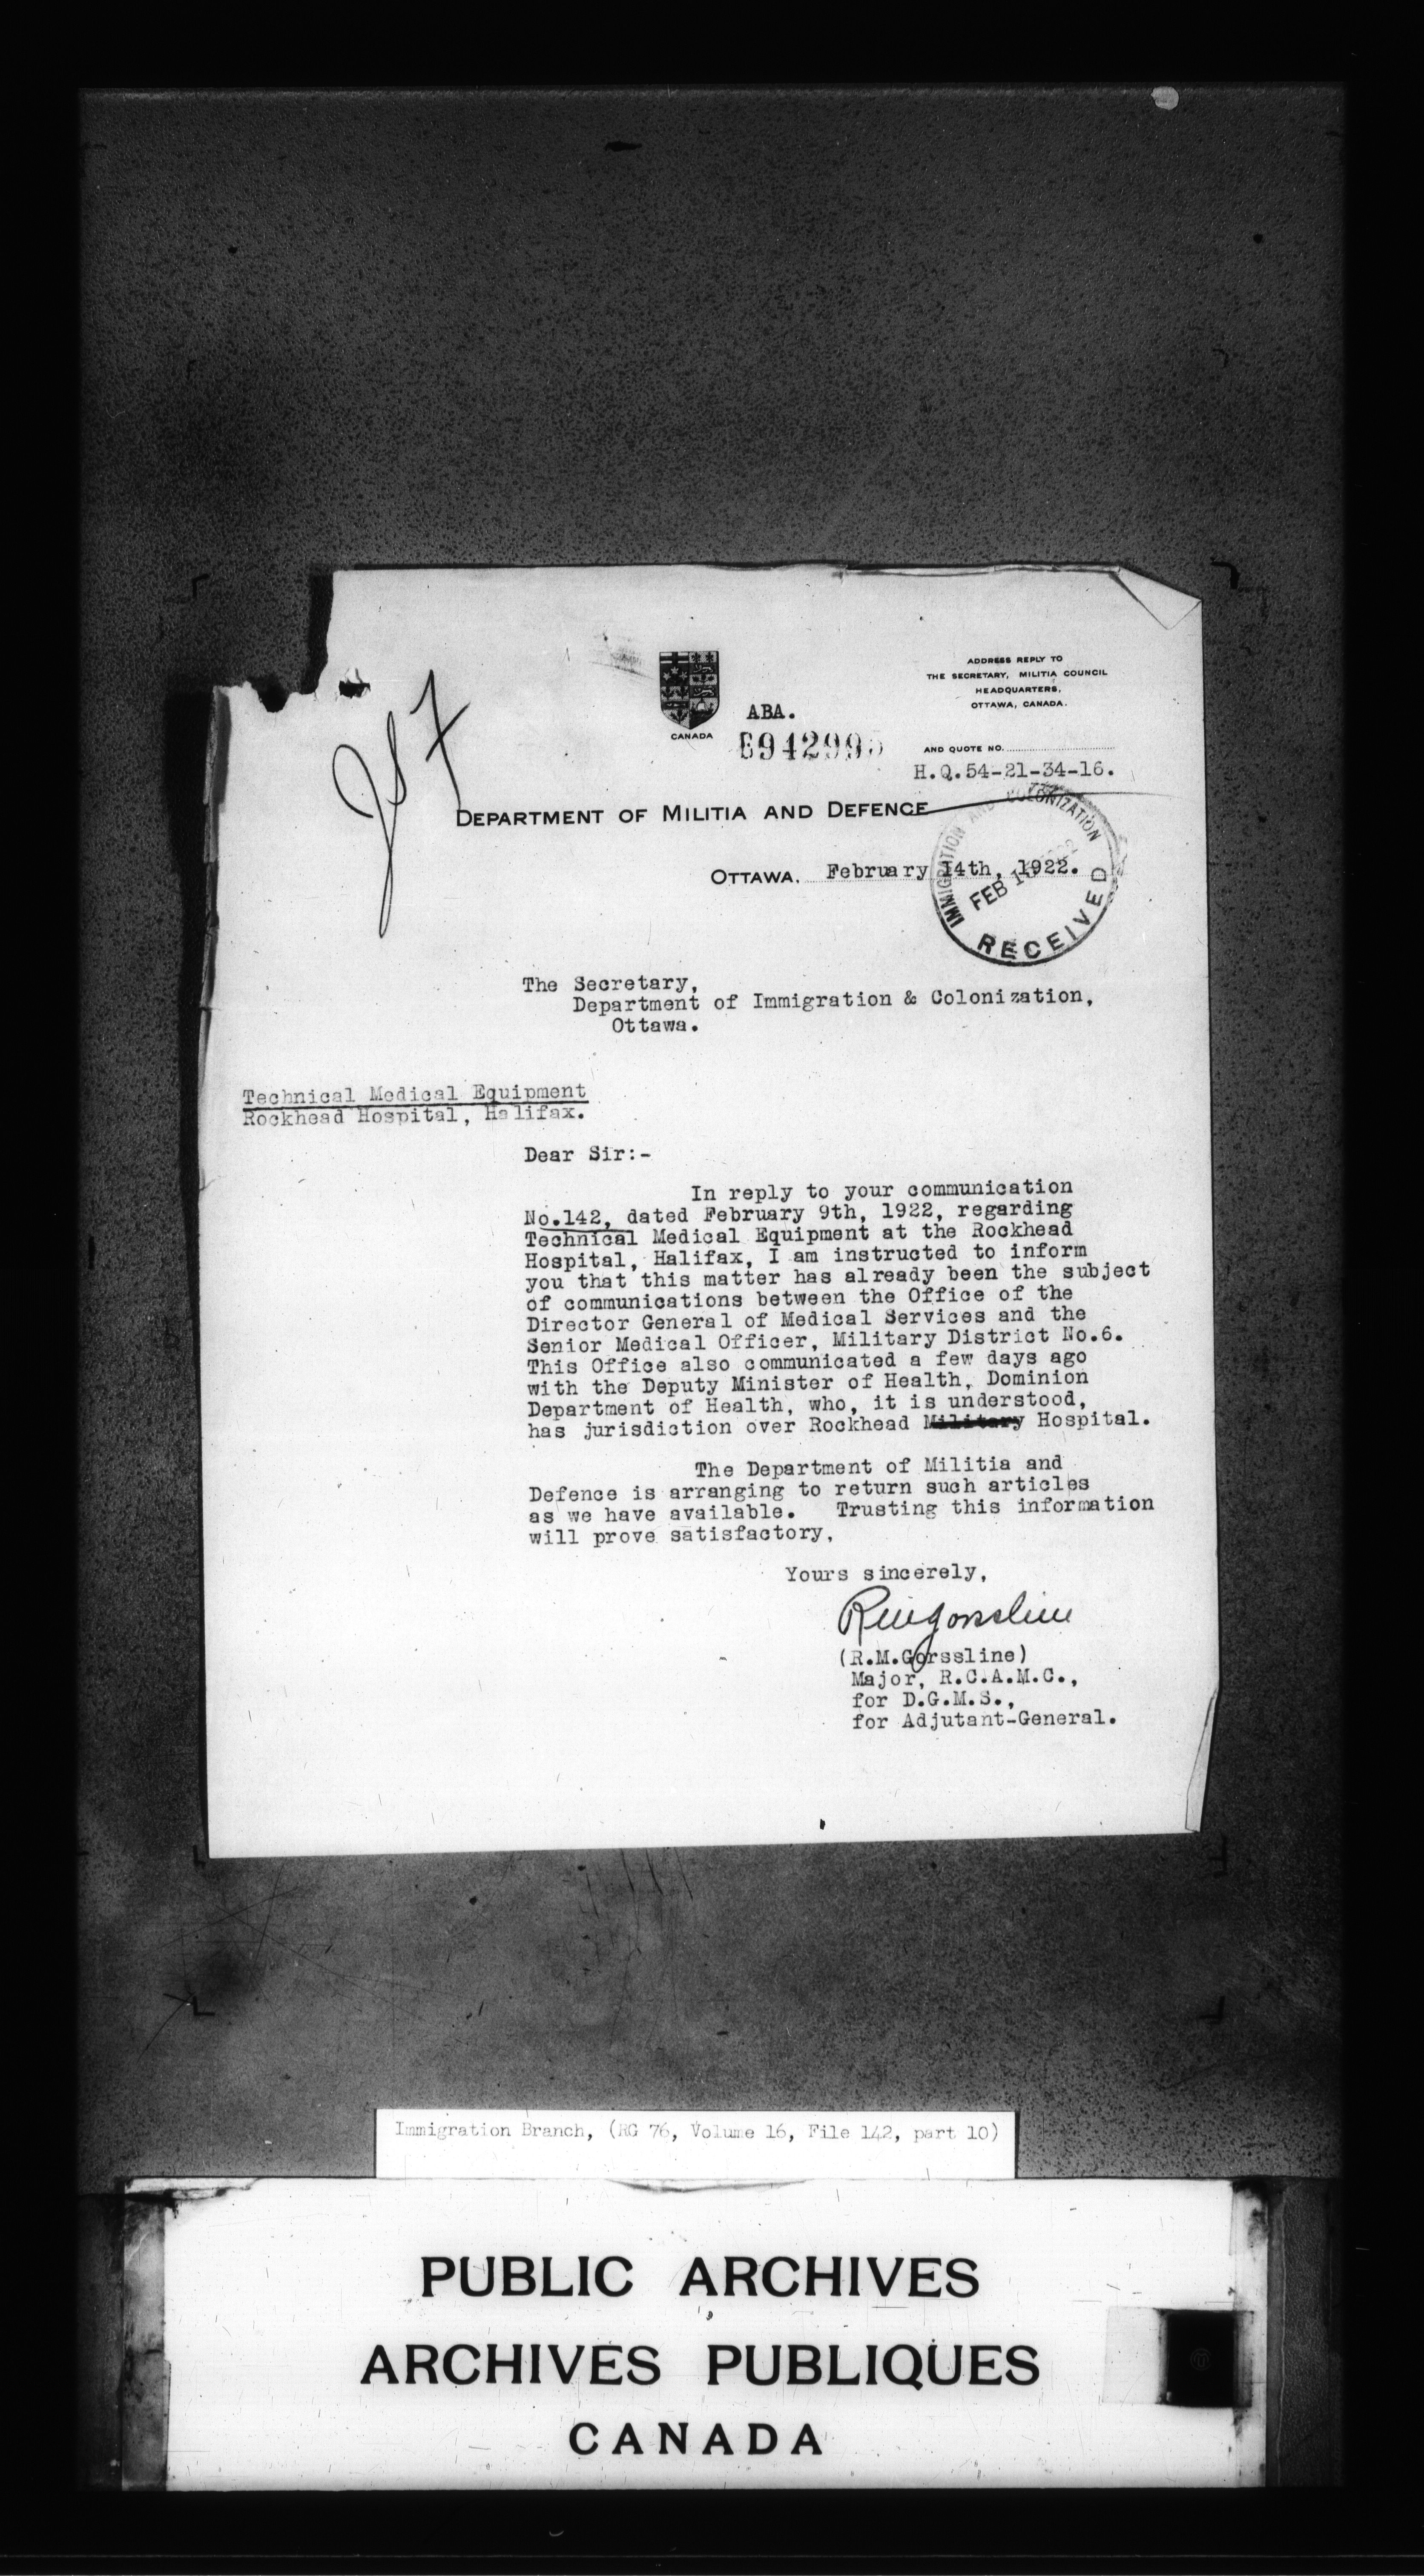 ADDRESS REPLY TO
THE SECRETARY, MILITIA COUNCIL
HEADQUARTERS,
OTTAWA, CANADA.
CANADA
ABA.
AND QUOTE NO.
H.Q.54-21-34-16.
DEPARTMENT OF MILITIA AND DEFENCE
OTTAWA. February 14th, 1922.
IMMIGRATION AND COLONIZATION
FEB
RECEIVED
The Secretary,
Department of Immigration & Colonization,
Ottawa.
Technical Medical Equipment
Rockhead Hospital, Halifax.
Dear Sir:-
In reply to your communication
No.142, dated February 9th, 1922, regarding
Technical Medical Equipment at the Rockhead
Hospital, Halifax, I am instructed to inform
you that this matter has already been the subject
of communications between the Office of the
Director General of Medical Services and the
Senior Medical Officer, Military District No.6.
This Office also communicated a few days ago
with the Deputy Minister of Health, Dominion
Department of Health, who, it is understood,
has jurisdiction over Rockhead Military Hospital.
The Department of Militia and
Defence is arranging to return such articles
as we have available. Trusting this information
will prove satisfactory,
Yours sincerely,
RMGorssline
(R.M.Gorssline)
Major, R.C.A.M.C.,
for D.G.M.S.,
for Adjutant-General.
Immigration Branch, (RG 76, Volume 16, File 142, part 10)
PUBLIC ARCHIVES
ARCHIVES PUBLIQUES
CANADA